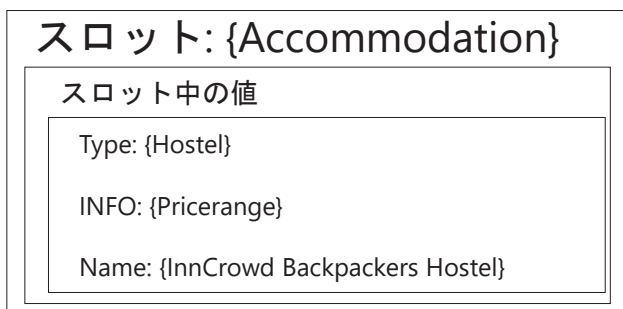 スロット: {Accommodation}
スロット中の値
Type: {Hostel}
INFO: {Pricerange}
Name: {InnCrowd Backpackers Hostel}